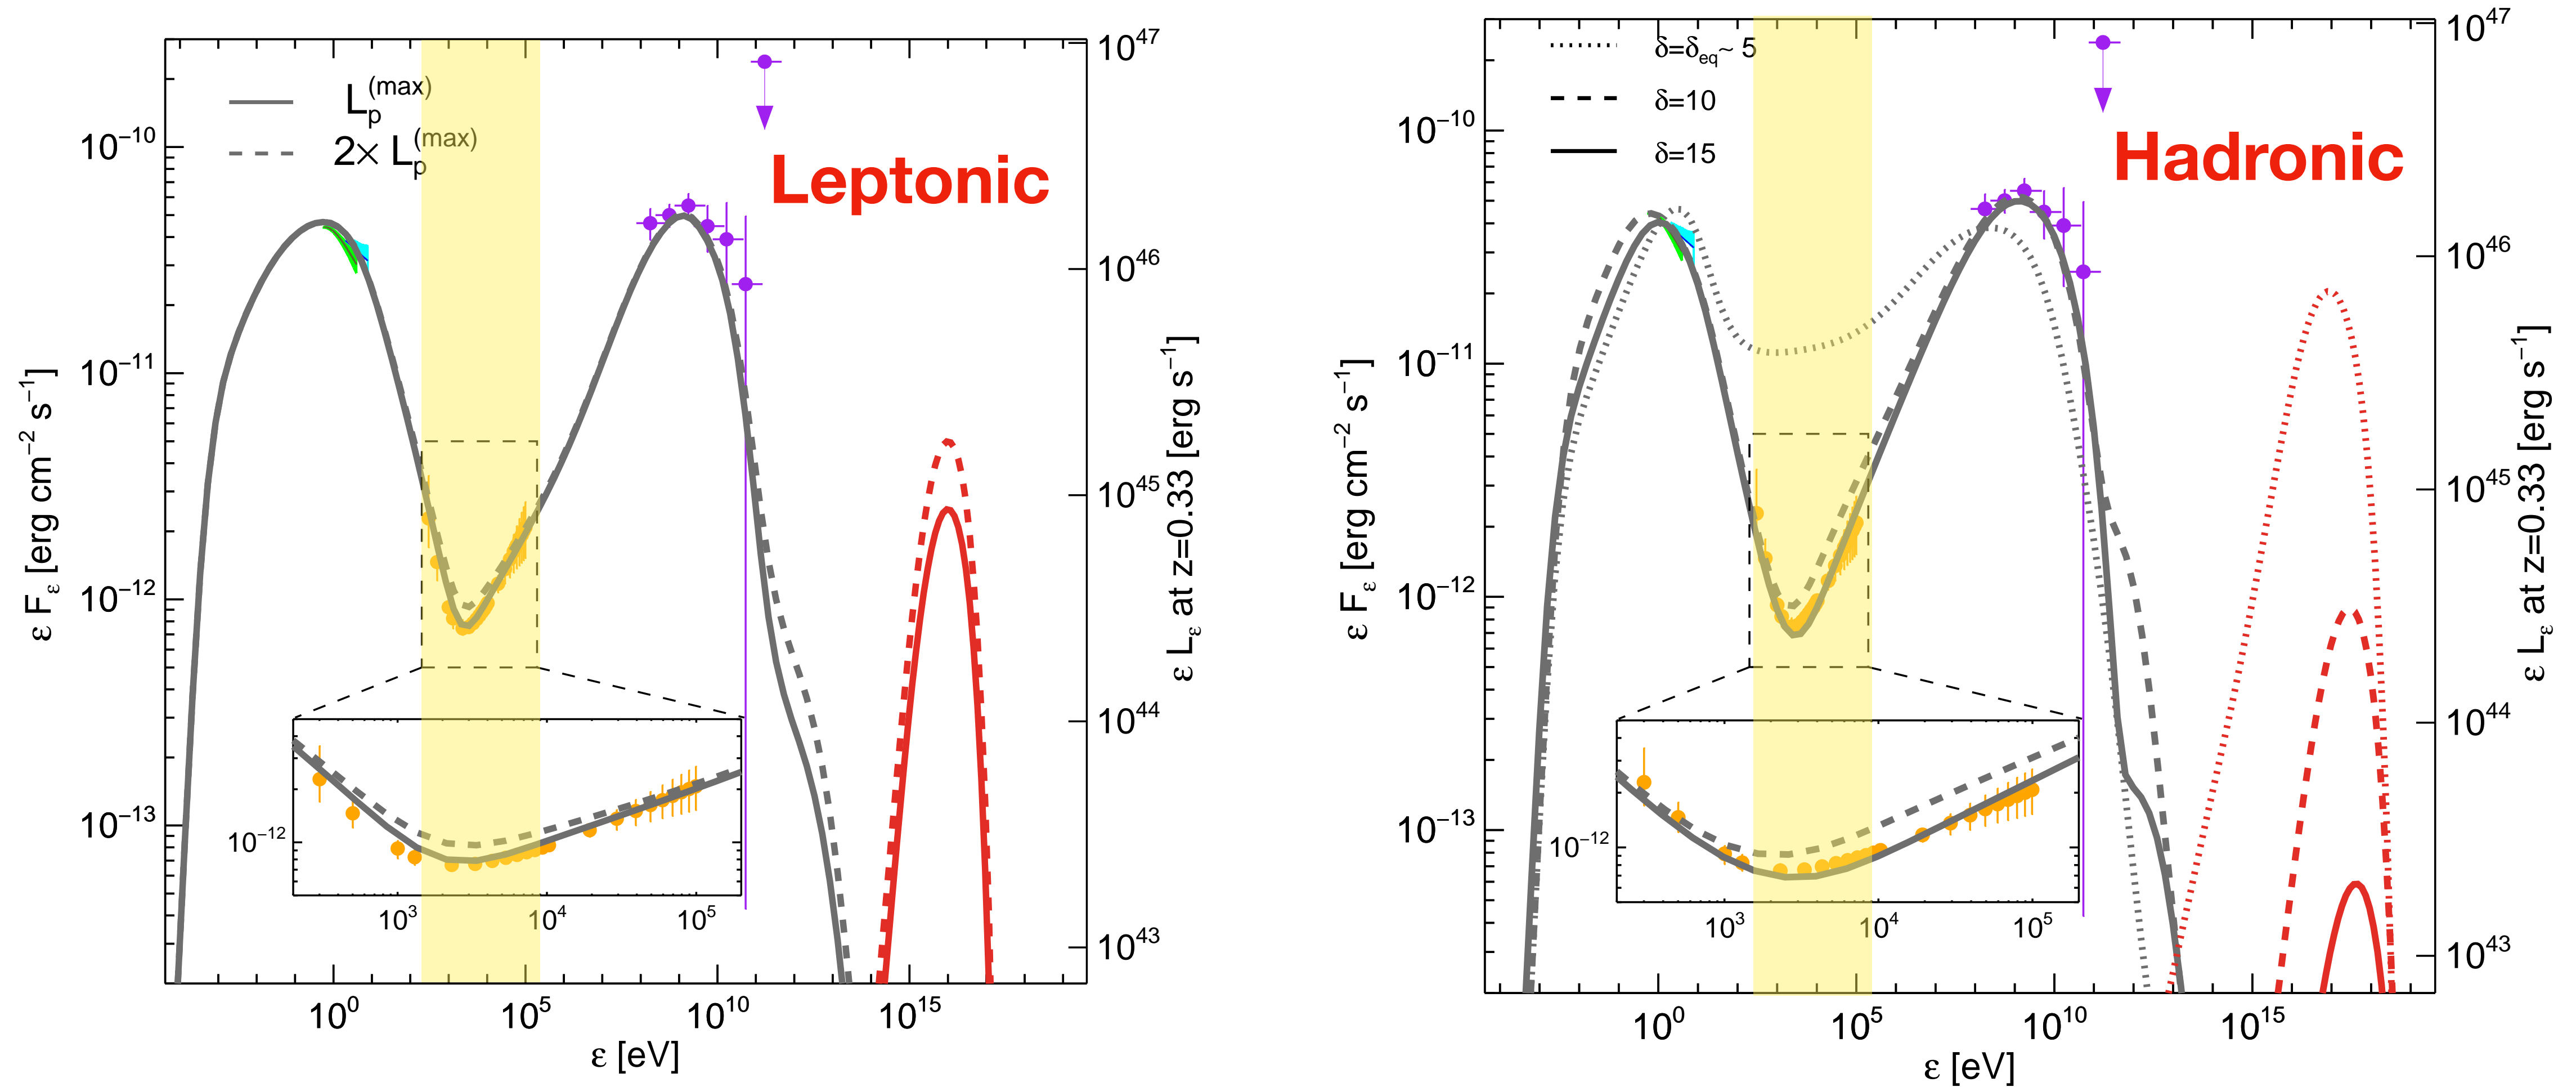 L_p^(max)
2× L_p^(max)
Leptonic
10^−10
10^−11
10^−12
10^−13
ε F_ε [erg cm^−2 s^−1]
10^47
10^46
10^45
10^44
10^43
ε L_ε at z=0.33 [erg s^−1]
10^−12
10^3 10^4 10^5
10^0 10^5 10^10 10^15
ε [eV]
δ=δ_eq~ 5
δ=10
δ=15
Hadronic
10^−10
10^−11
10^−12
10^−13
ε F_ε [erg cm^−2 s^−1]
10^47
10^46
10^45
10^44
10^43
ε L_ε at z=0.33 [erg s^−1]
10^−12
10^3 10^4 10^5
10^0 10^5 10^10 10^15
ε [eV]